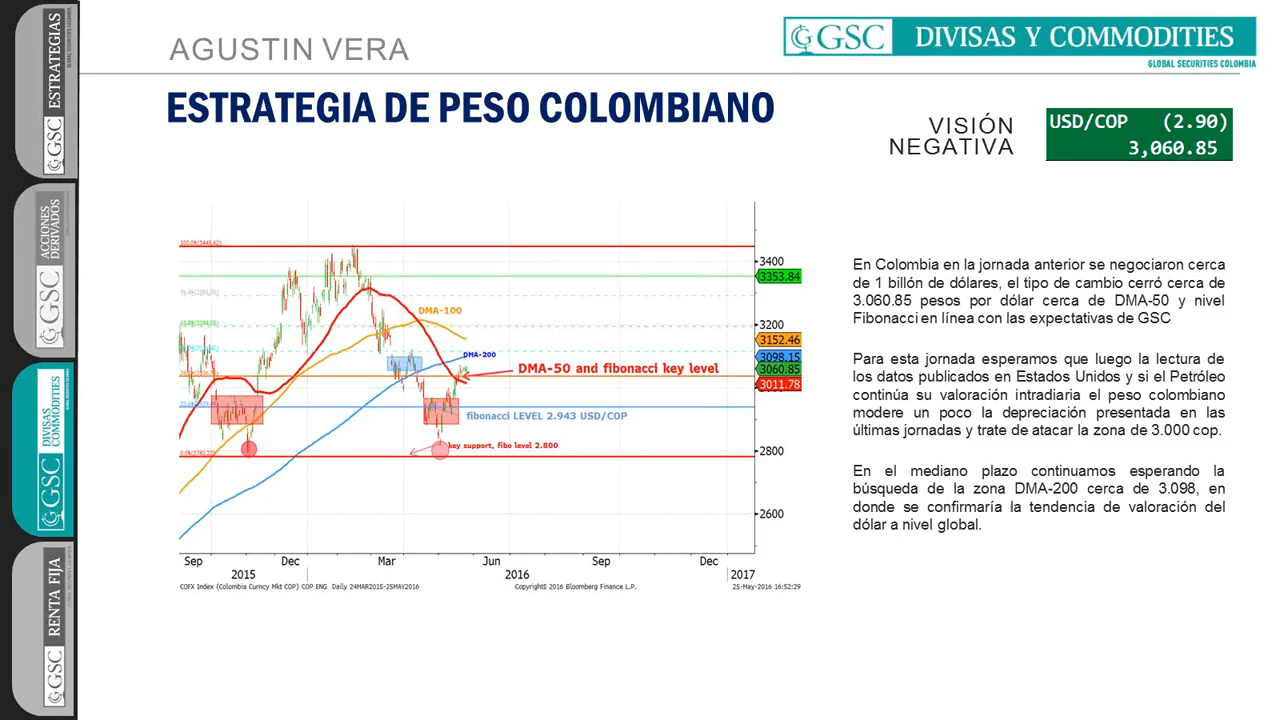 AGUSTIN VERA
GSC DIVISAS Y COMMODITIES
GLOBAL SECURITIES COLOMBIA
ESTRATEGIA DE PESO COLOMBIANO
VISIÓN
NEGATIVA
USD/COP (2.90)
3,060.85
GSC ESTRATEGIAS
GSC ACCIONES
DERIVADOS
GSC DIVISAS
COMMODITIES
GSC RENTA FIJA
3400
3353.84
3200
3152.46
3098.15
3060.85
3011.78
2800
2600
DMA-100
DMA-200
DMA-50 and fibonacci key level
fibonacci LEVEL 2.943 USD/COP
key support, fibo level 2.800
Sep Dec Mar Jun Sep Dec
2015 2016 2017
COFX Index (Colombia Curncy Mkt COP) COP ENG Daily 24MAR2015-25MAY2016 Copyright© 2016 Bloomberg Finance L.P. 25-May-2016 16:52:29
En Colombia en la jornada anterior se negociaron cerca
de 1 billón de dólares, el tipo de cambio cerró cerca de
3.060.85 pesos por dólar cerca de DMA-50 y nivel
Fibonacci en línea con las expectativas de GSC
Para esta jornada esperamos que luego la lectura de
los datos publicados en Estados Unidos y si el Petróleo
continúa su valoración intradiaria el peso colombiano
modere un poco la depreciación presentada en las
últimas jornadas y trate de atacar la zona de 3.000 cop.
En el mediano plazo continuamos esperando la
búsqueda de la zona DMA-200 cerca de 3.098, en
donde se confirmaría la tendencia de valoración del
dólar a nivel global.